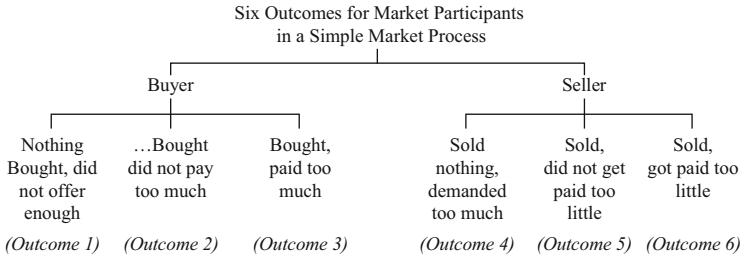 Six Outcomes for Market Participants
in a Simple Market Process
Buyer
Seller
Nothing
Bought, did
not offer
enough
(Outcome 1)
…Bought
did not pay
too much
(Outcome 2)
Bought,
paid too
much
(Outcome 3)
Sold
nothing,
demanded
too much
(Outcome 4)
Sold,
did not get
paid too
little
(Outcome 5)
Sold,
got paid too
little
(Outcome 6)